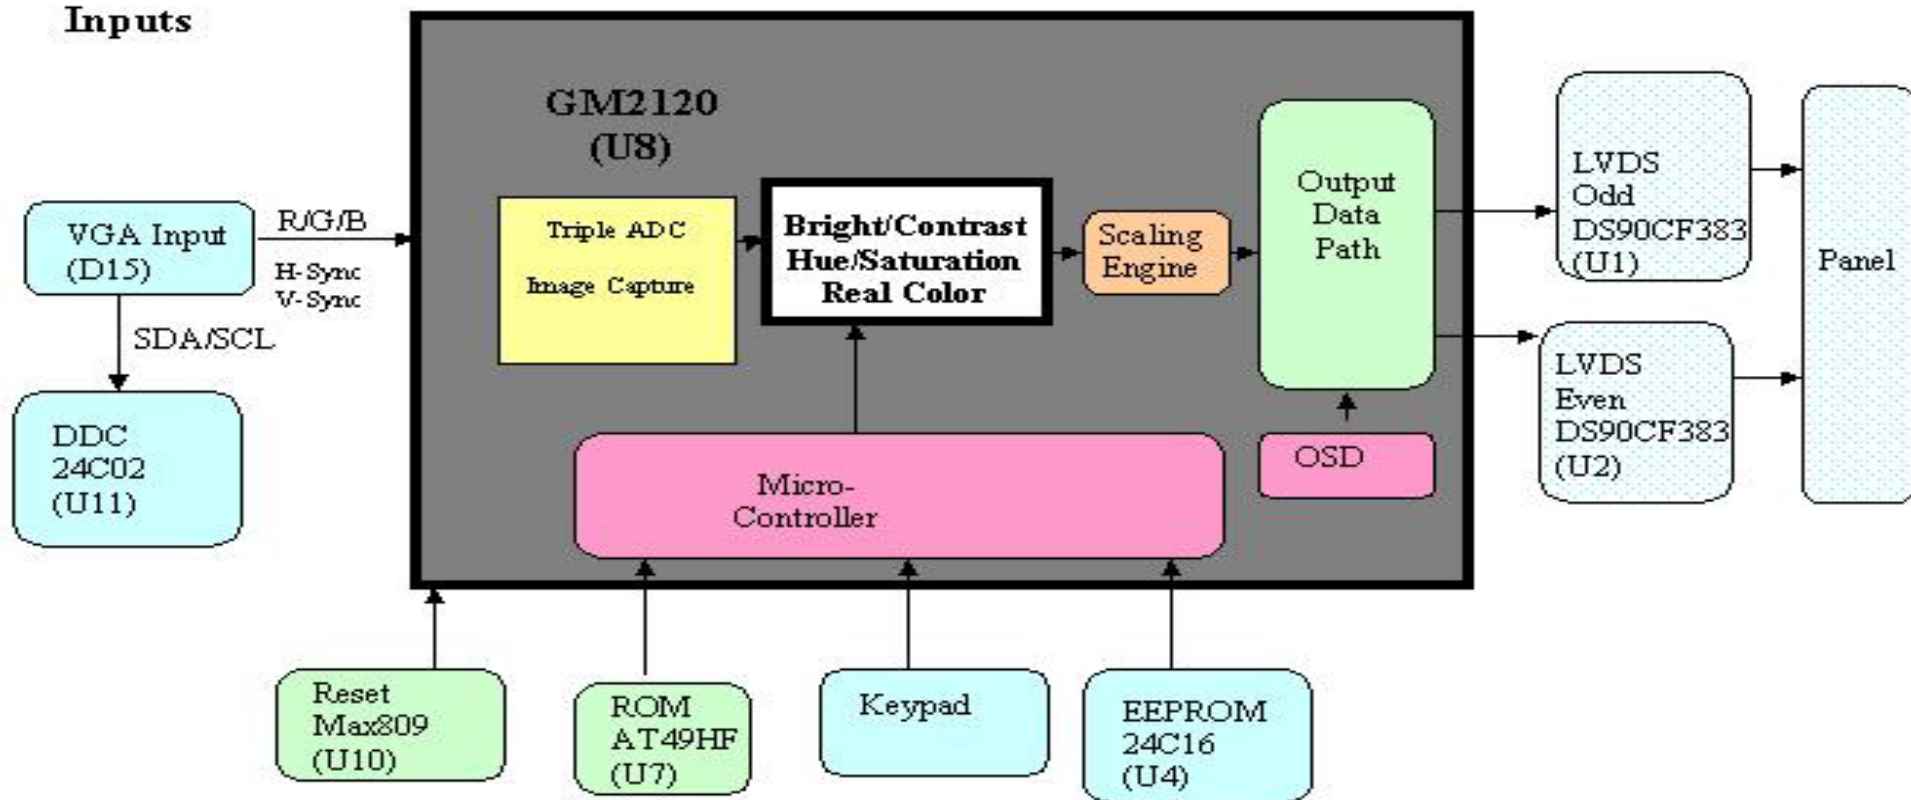 Inputs
GM2120
(U8)
VGA Input
(D15)
R/G/B
H-Sync
V-Sync
SDA/SCL
DDC
24C02
(U11)
Triple ADC
Image Capture
Bright/Contrast
Hue/Saturation
Real Color
Scaling
Engine
Output
Data
Path
OSD
Micro-
Controller
LVDS
Odd
DS90CF383
(U1)
LVDS
Even
DS90CF383
(U2)
Panel
Reset
Max809
(U10)
ROM
AT49HF
(U7)
Keypad
EEPROM
24C16
(U4)